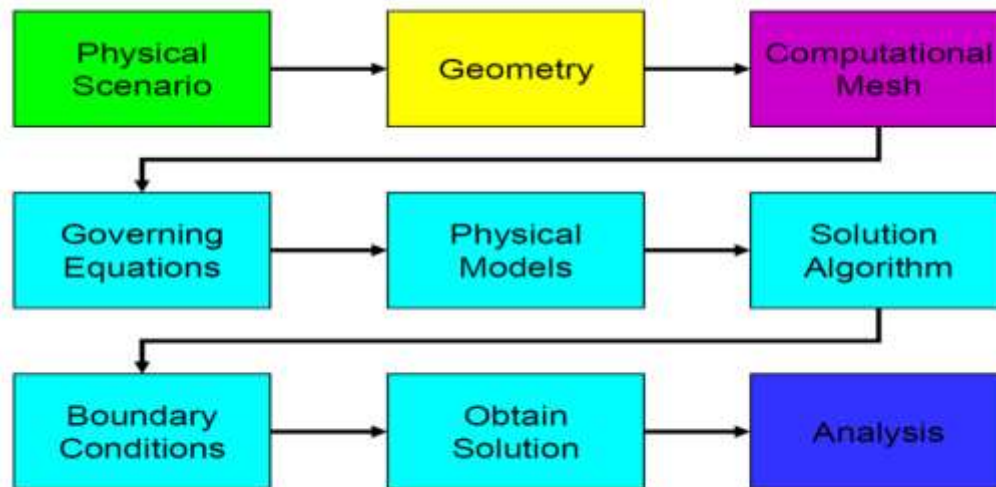 Physical
Scenario
Geometry
Computational
Mesh
Governing
Equations
Physical
Models
Solution
Algorithm
Boundary
Conditions
Obtain
Solution
Analysis